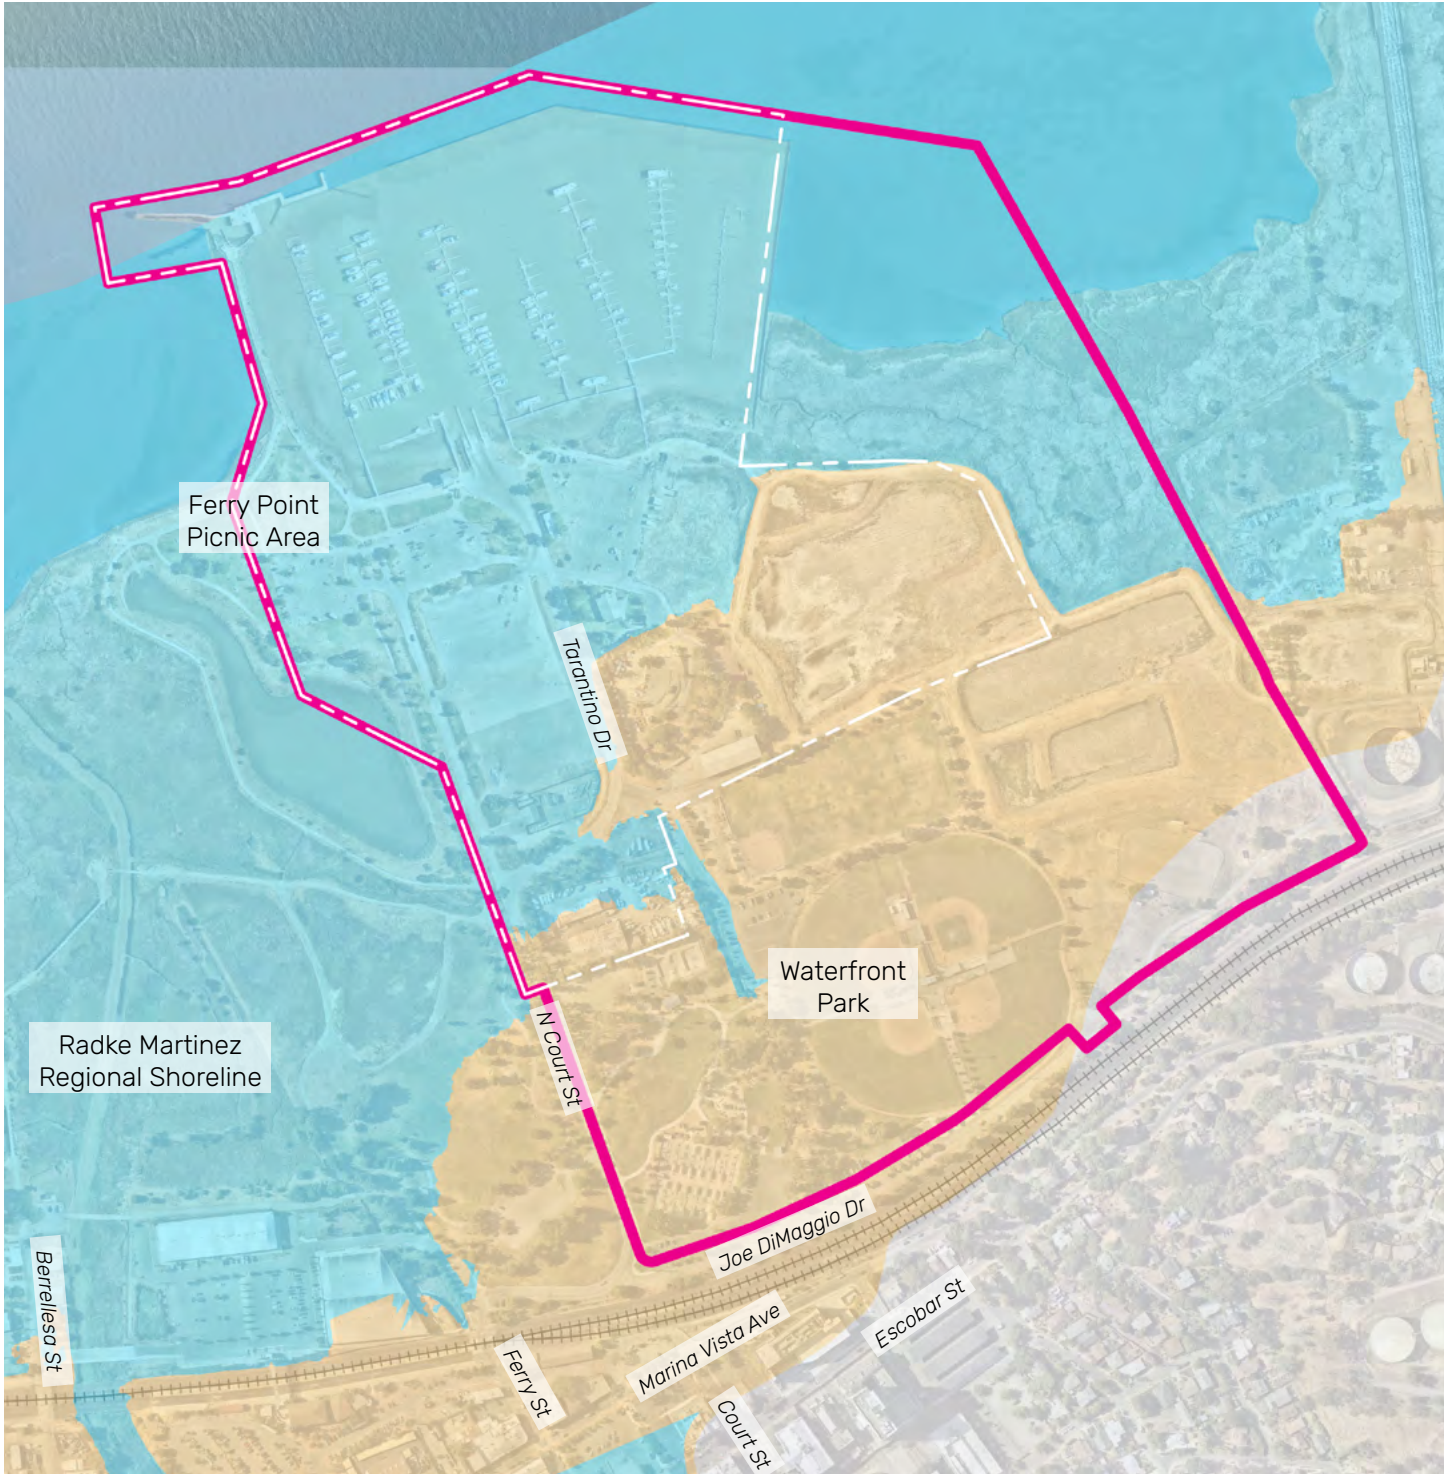 Ferry Point
Picnic Area
Tarantino Dr
Waterfront
Park
N Court St
Radke Martinez
Regional Shoreline
Joe DiMaggio Dr
Berrellesa St
Escobar St
Marina Vista Ave
Ferry St
Court St